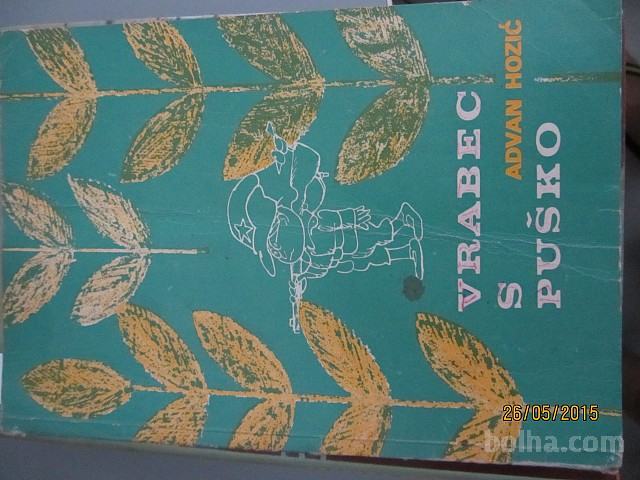 ADVAN HOZIĆ
VRABEC
S
PUŠKO
26/05/2015
bolha.com